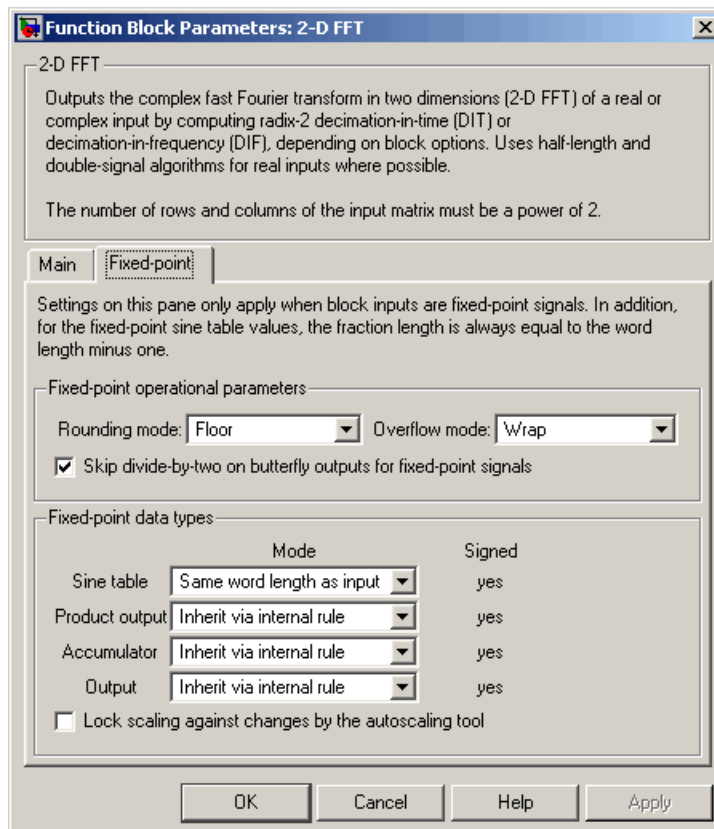 Function Block Parameters: 2-D FFT
2-D FFT
Outputs the complex fast Fourier transform in two dimensions (2-D FFT) of a real or
complex input by computing radix-2 decimation-in-time (DIT) or
decimation-in-frequency (DIF), depending on block options. Uses half-length and
double-signal algorithms for real inputs where possible.
The number of rows and columns of the input matrix must be a power of 2.
Main Fixed-point
Settings on this pane only apply when block inputs are fixed-point signals. In addition,
for the fixed-point sine table values, the fraction length is always equal to the word
length minus one.
Fixed-point operational parameters
Rounding mode: Floor Overflow mode: Wrap
Skip divide-by-two on butterfly outputs for fixed-point signals
Fixed-point data types
Mode Signed
Sine table Same word length as input yes
Product output Inherit via internal rule yes
Accumulator Inherit via internal rule yes
Output Inherit via internal rule yes
Lock scaling against changes by the autoscaling tool
OK Cancel Help Apply